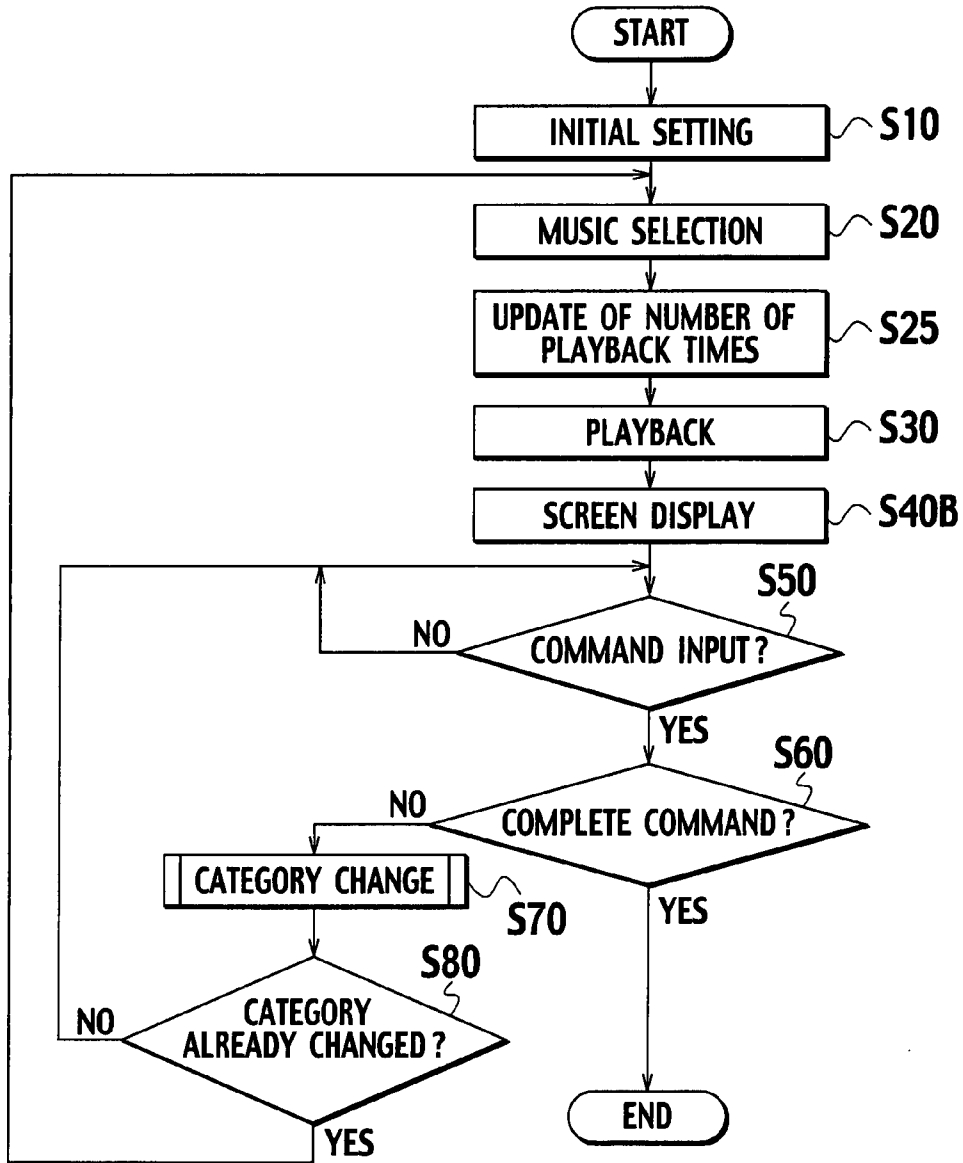 START
INITIAL SETTING
S10
MUSIC SELECTION
S20
UPDATE OF NUMBER OF
PLAYBACK TIMES
S25
PLAYBACK
S30
SCREEN DISPLAY
S40B
S50
NO
COMMAND INPUT?
YES
S60
NO
COMPLETE COMMAND?
CATEGORY CHANGE
S70
YES
S80
NO
CATEGORY
ALREADY CHANGED?
YES
END